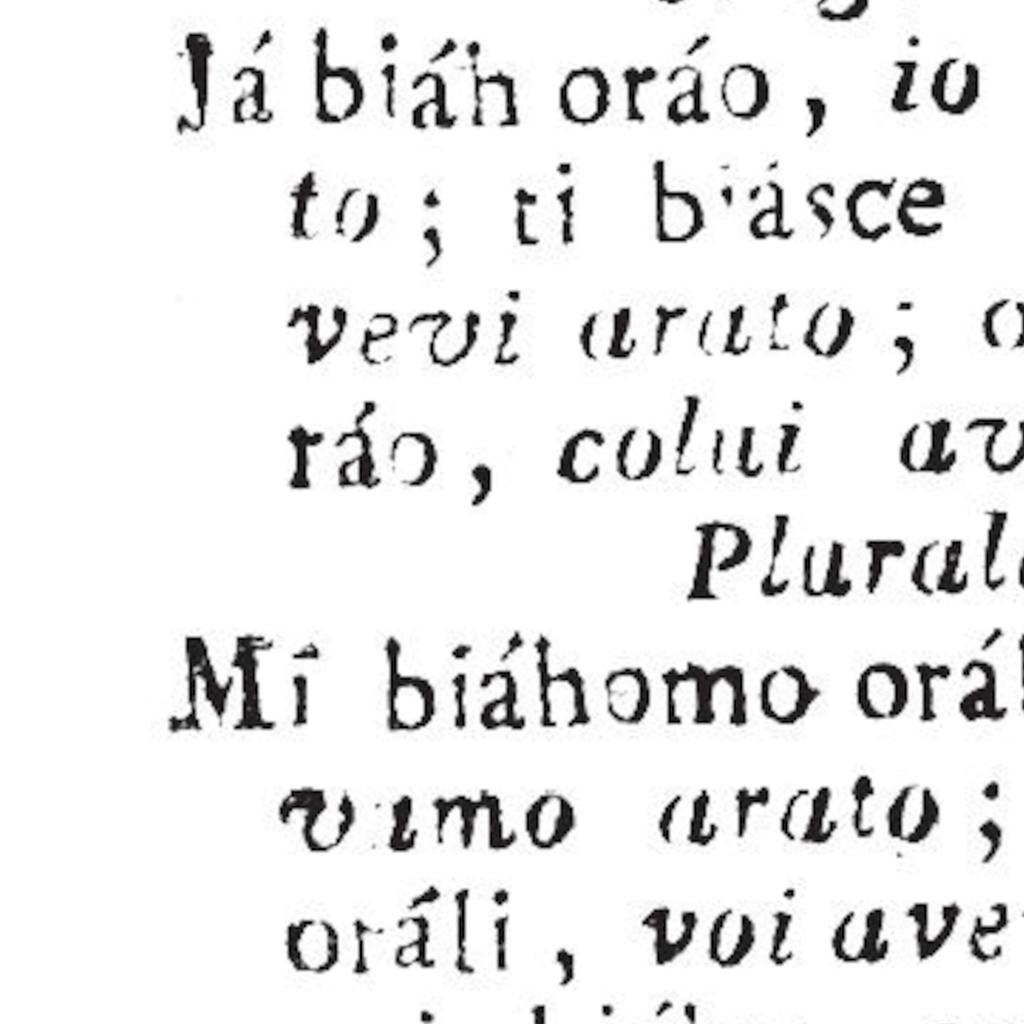 Já biáh oráo, io
to; ti biásce
vevi arato; o
ráo, colui av
Plural
Mi biáhomo orál
vimo arato;
oráli, voi ave